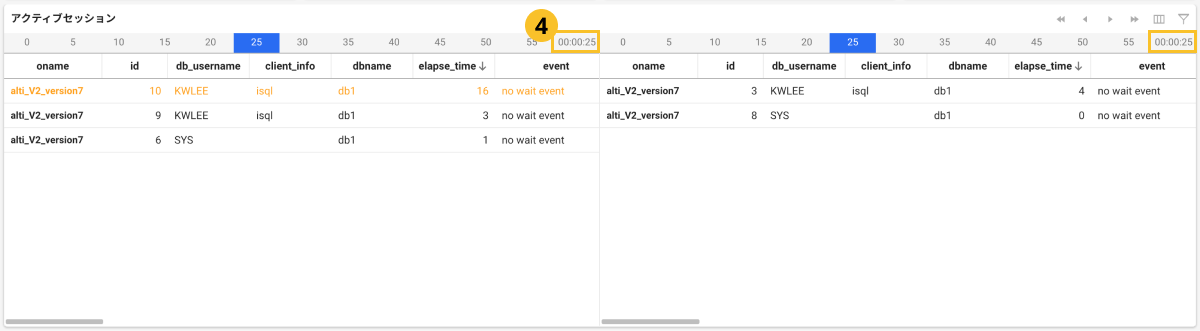 アクティブセッション
4
0 5 10 15 20 25 30 35 40 45 50 55 00:00:25 0 5 10 15 20 25 30 35 40 45 50 55 00:00:25
oname id db_username client_info dbname elapse_time ↓ event oname id db_username client_info dbname elapse_time ↓ event
alti_V2_version7 10 KWLEE isql db1 16 no wait event alti_V2_version7 3 KWLEE isql db1 4 no wait event
alti_V2_version7 9 KWLEE isql db1 3 no wait event alti_V2_version7 8 SYS db1 0 no wait event
alti_V2_version7 6 SYS db1 1 no wait event